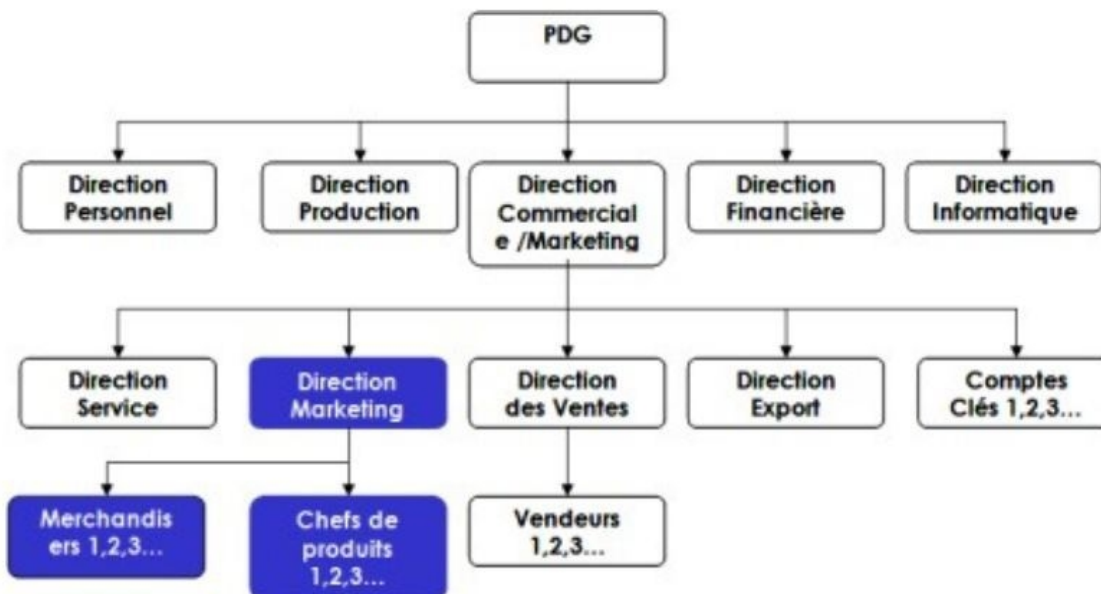 PDG
Direction
Personnel
Direction
Production
Direction
Commercial
e /Marketing
Direction
Financière
Direction
Informatique
Direction
Service
Direction
Marketing
Direction
des Ventes
Direction
Export
Comptes
Clés 1,2,3...
Merchandis
ers 1,2,3...
Chefs de
produits
1,2,3...
Vendeurs
1,2,3...